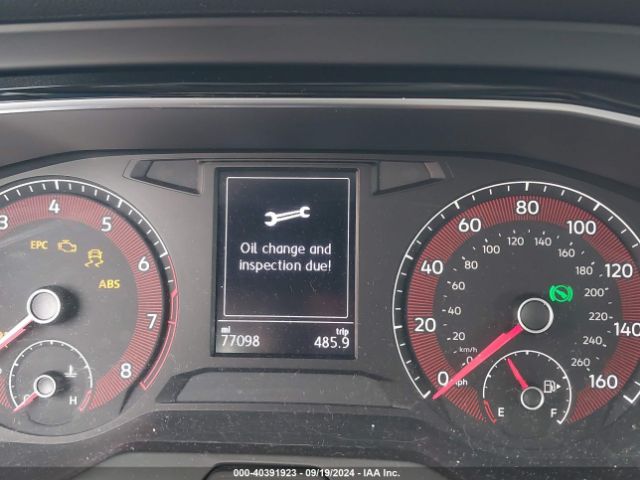 3 4 5 6 7 8
EPC
ABS
C H
Oil change and
inspection due!
mi trip
77098 485.9
0 20 40 60 80 100 120 140 160
0 20 40 60 80 100 120 140 160 180 200 220 240 260
km/h
mph
E F
000-40391923 - 09/19/2024 - IAA Inc.